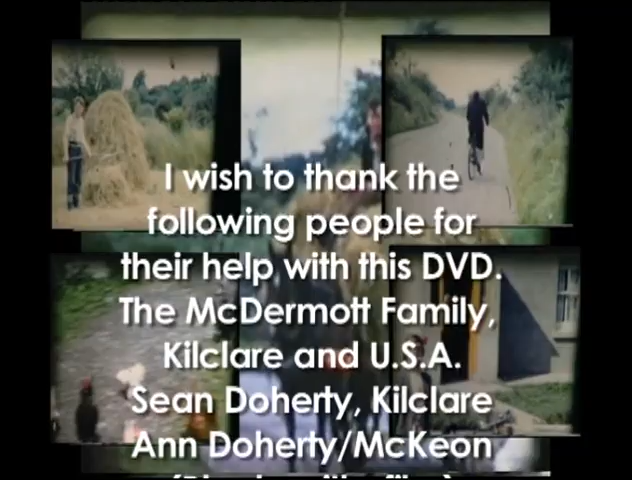 I wish to thank the
following people for
their help with this DVD.
The McDermott Family,
Kilclare and U.S.A.
Sean Doherty, Kilclare
Ann Doherty/McKeon